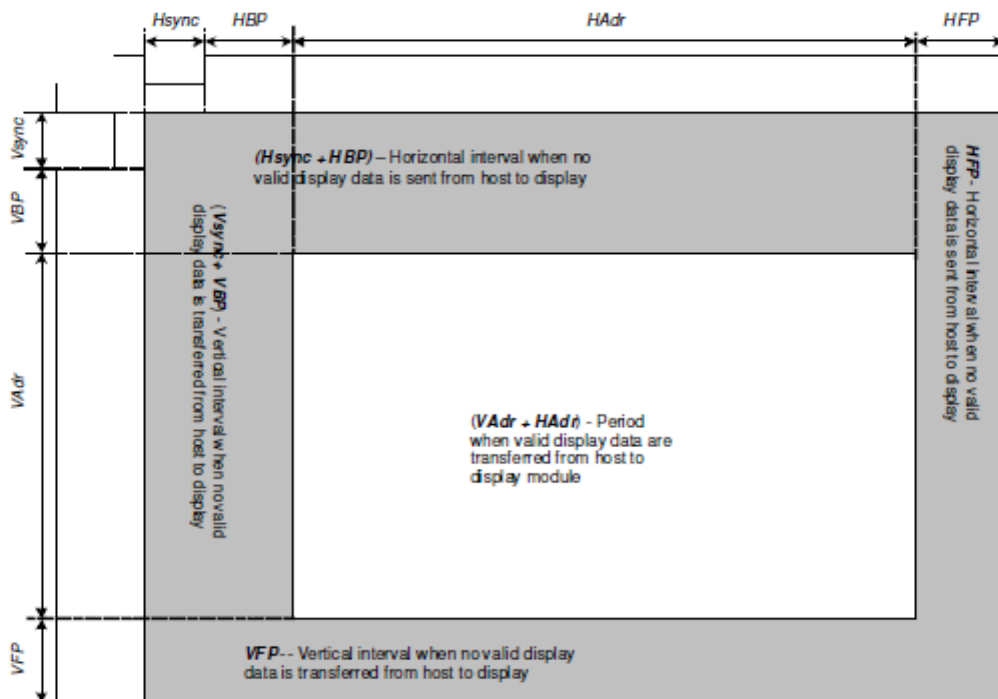 Hsync HBP HAdr HFP
Vsync
VBP
VAdr
VFP
(Hsync + HBP) – Horizontal interval when no
valid display data is sent from host to display
(Vsync + VBP) - Vertical interval when no valid
display data is transferred from host to display
HFP - Horizontal interval when no valid
display data is sent from host to display
(VAdr + HAdr) - Period
when valid display data are
transferred from host to
display module
VFP - - Vertical interval when no valid display
data is transferred from host to display